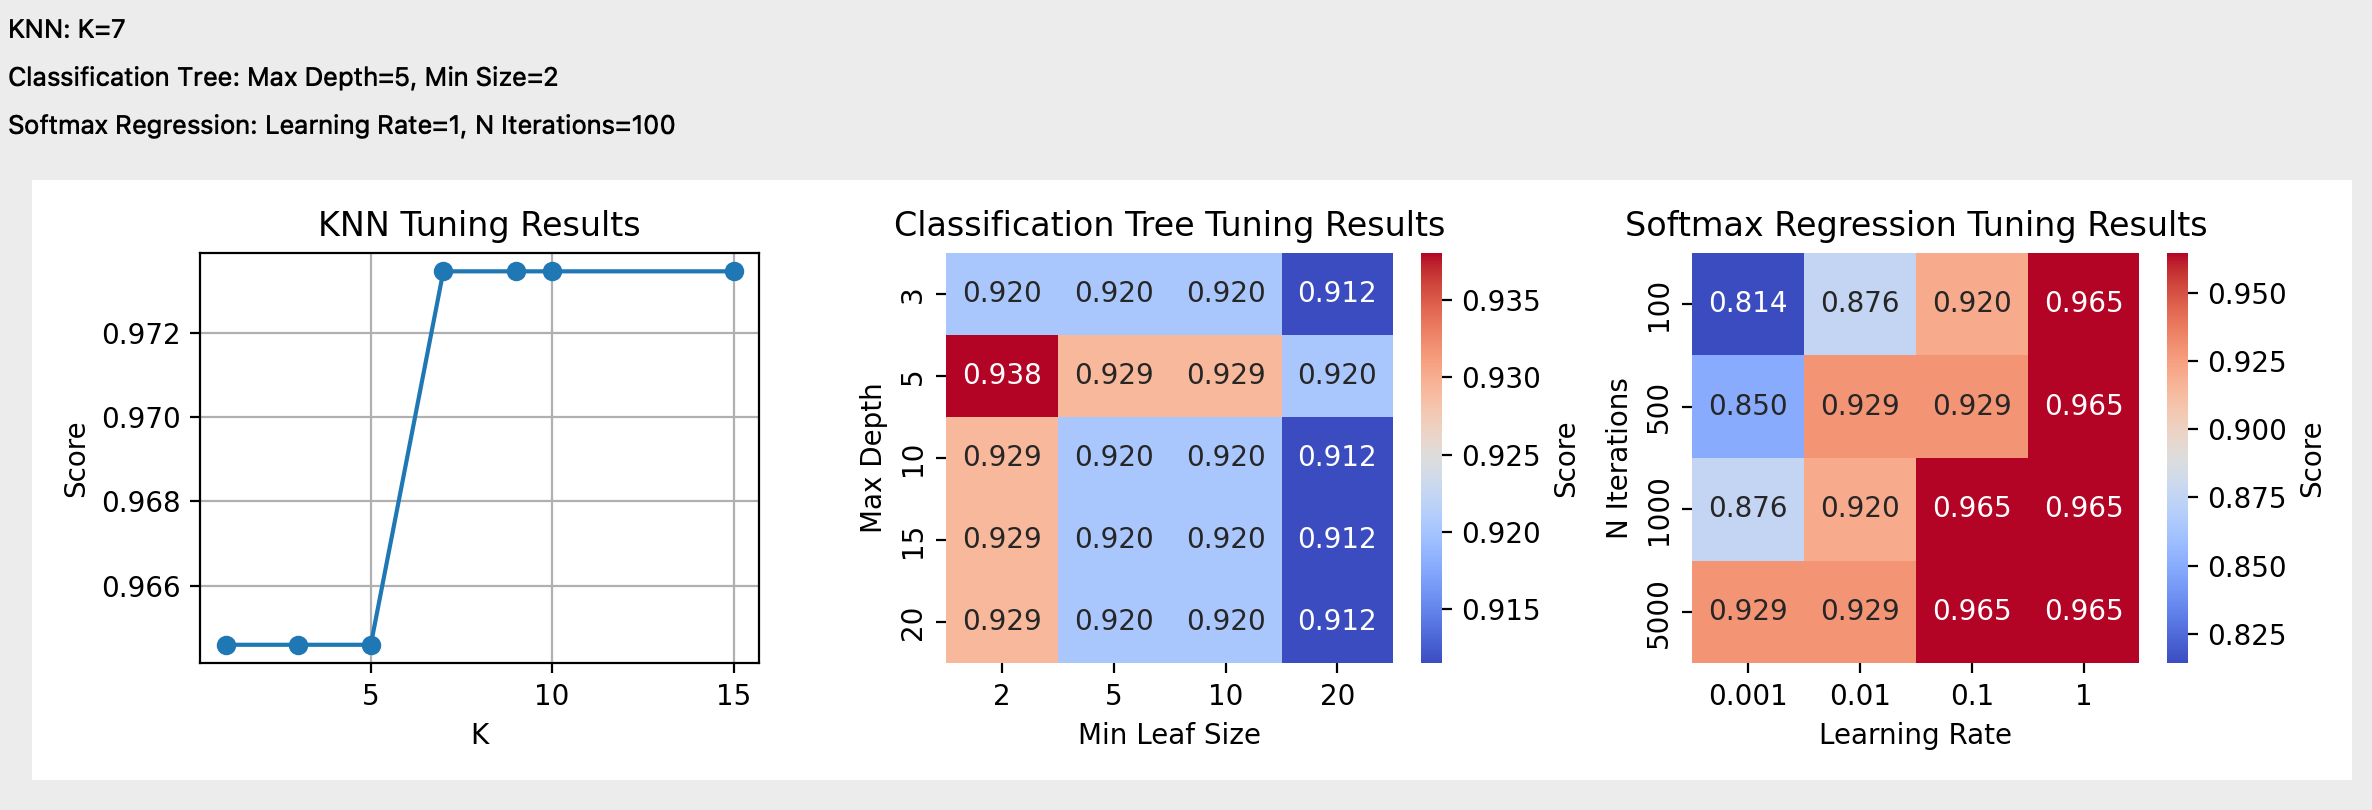 KNN: K=7
Classification Tree: Max Depth=5, Min Size=2
Softmax Regression: Learning Rate=1, N Iterations=100
KNN Tuning Results
Score
0.972
0.970
0.968
0.966
5 10 15
K
Classification Tree Tuning Results
Max Depth
3 0.920 0.920 0.920 0.912
5 0.938 0.929 0.929 0.920
10 0.929 0.920 0.920 0.912
15 0.929 0.920 0.920 0.912
20 0.929 0.920 0.920 0.912
2 5 10 20
Min Leaf Size
0.935
0.930
0.925
0.920
0.915
Score
Softmax Regression Tuning Results
N Iterations
100 0.814 0.876 0.920 0.965
500 0.850 0.929 0.929 0.965
1000 0.876 0.920 0.965 0.965
5000 0.929 0.929 0.965 0.965
0.001 0.01 0.1 1
Learning Rate
0.950
0.925
0.900
0.875
0.850
0.825
Score